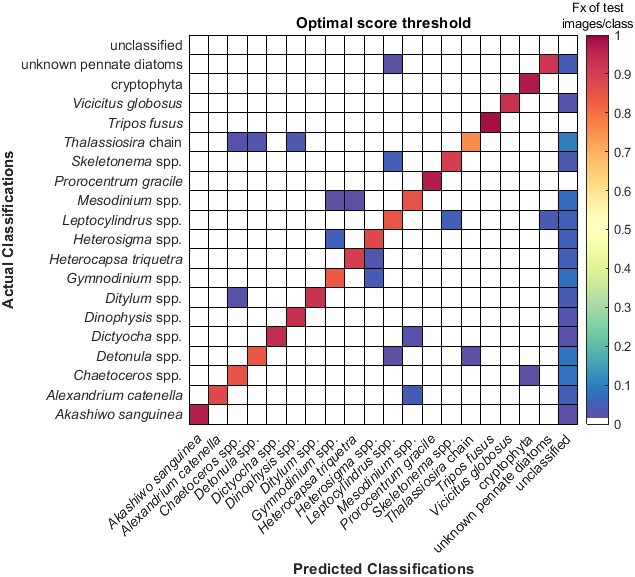 Optimal score threshold
Fx of test
images/class
Actual Classifications
unclassified
unknown pennate diatoms
cryptophyta
Vicicitus globosus
Tripos fusus
Thalassiosira chain
Skeletonema spp.
Prorocentrum gracile
Mesodinium spp.
Leptocylindrus spp.
Heterosigma spp.
Heterocapsa triquetra
Gymnodinium spp.
Ditylum spp.
Dinophysis spp.
Dictyocha spp.
Detonula spp.
Chaetoceros spp.
Alexandrium catenella
Akashiwo sanguinea
1
0.9
0.8
0.7
0.6
0.5
0.4
0.3
0.2
0.1
0
Akashiwo sanguinea
Alexandrium catenella
Chaetoceros spp.
Detonula spp.
Dictyocha spp.
Dinophysis spp.
Ditylum spp.
Gymnodinium spp.
Heterocapsa triquetra
Heterosigma spp.
Leptocylindrus spp.
Mesodinium spp.
Prorocentrum gracile
Skeletonema spp.
Thalassiosira chain
Tripos fusus
Vicicitus globosus
cryptophyta
unknown pennate diatoms
unclassified
Predicted Classifications